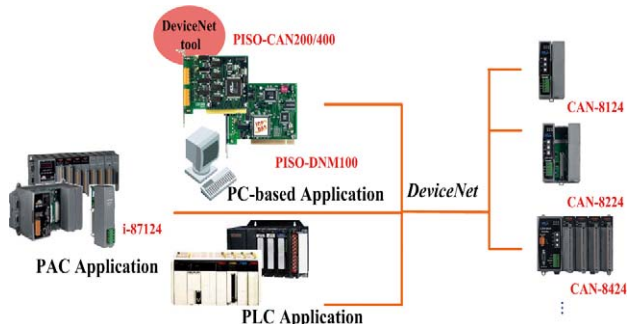 DeviceNet
tool
PISO-CAN200/400
PISO-DNM100
PC-based Application
i-87124
PAC Application
PLC Application
DeviceNet
CAN-8124
CAN-8224
CAN-8424